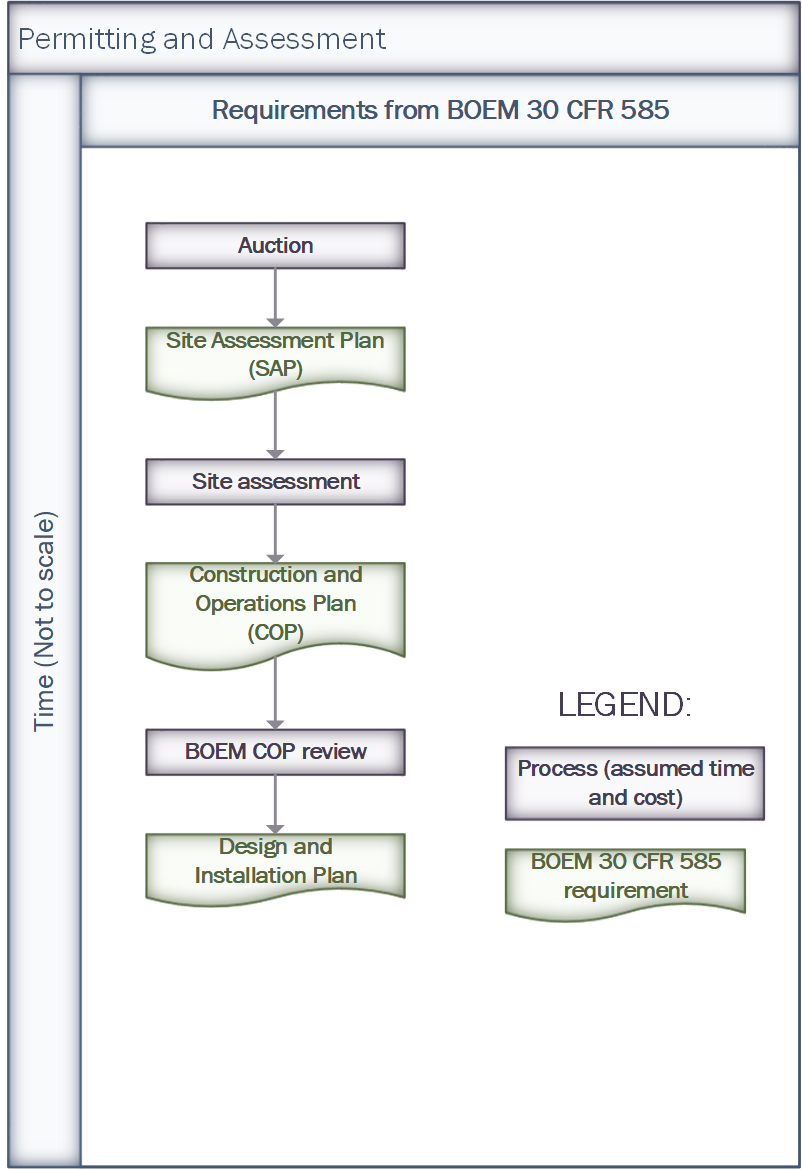 Permitting and Assessment
Requirements from BOEM 30 CFR 585
Time (Not to scale)
Auction
Site Assessment Plan
(SAP)
Site assessment
Construction and
Operations Plan
(COP)
BOEM COP review
Design and
Installation Plan
LEGEND:
Process (assumed time
and cost)
BOEM 30 CFR 585
requirement